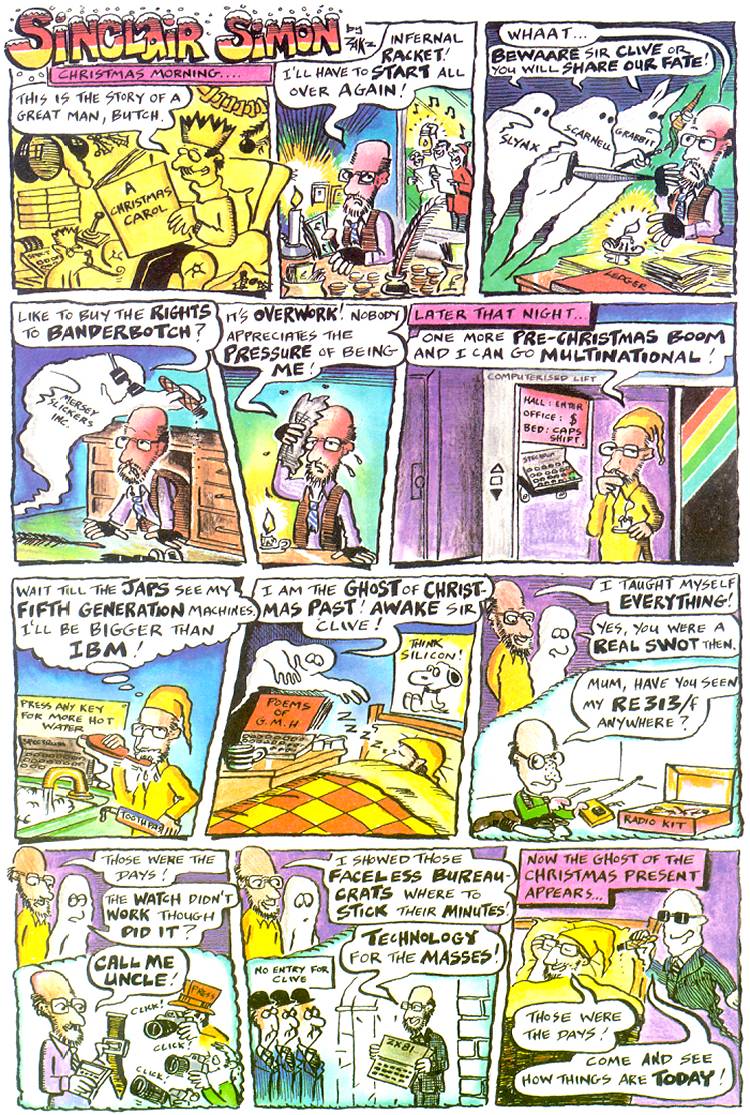 SINCLAIR SIMON
by ZAK
CHRISTMAS MORNING....
THIS IS THE STORY OF A
GREAT MAN, BUTCH.
A
CHRISTMAS
CAROL
INFERNAL
RACKET!
I'LL HAVE TO START ALL
OVER AGAIN!
WHAAT...
BEWAARE SIR CLIVE OR
YOU WILL SHARE OUR FATE!
SLYNX
SCARNELL
GRABBIT
LEDGER
LIKE TO BUY THE RIGHTS
TO BANDERBOTCH?
MERSEY
SLICKERS
INC.
IT'S OVERWORK! NOBODY
APPRECIATES THE
PRESSURE OF BEING
ME!
LATER THAT NIGHT...
ONE MORE PRE-CHRISTMAS BOOM
AND I CAN GO MULTINATIONAL!
COMPUTERISED LIFT
HALL: ENTER
OFFICE: $
BED: CAPS
SHIFT
SPECTRUM
WAIT TILL THE JAPS SEE MY
FIFTH GENERATION MACHINES.
I'LL BE BIGGER THAN
IBM!
PRESS ANY KEY
FOR MORE HOT
WATER
SPECTRUM
TOOTHPAS
I AM THE GHOST OF CHRIST-
MAS PAST! AWAKE SIR
CLIVE!
THINK
SILICON!
POEMS
OF
G.M.H
Z Z Z Z
I TAUGHT MYSELF
EVERYTHING!
YES, YOU WERE A
REAL SWOT THEN.
MUM, HAVE YOU SEEN
MY RE313/f
ANYWHERE?
RADIO KIT
THOSE WERE THE
DAYS!
THE WATCH DIDN'T
WORK THOUGH
DID IT?
CALL ME
UNCLE!
PRESS
CLICK!
CLICK!
CLICK!
I SHOWED THOSE
FACELESS BUREAU-
CRATS WHERE TO
STICK THEIR MINUTES!
TECHNOLOGY
FOR THE MASSES!
NO ENTRY FOR
CLIVE
ZX81
NOW THE GHOST OF THE
CHRISTMAS PRESENT
APPEARS...
THOSE WERE
THE DAYS!
COME AND SEE
HOW THINGS ARE TODAY!